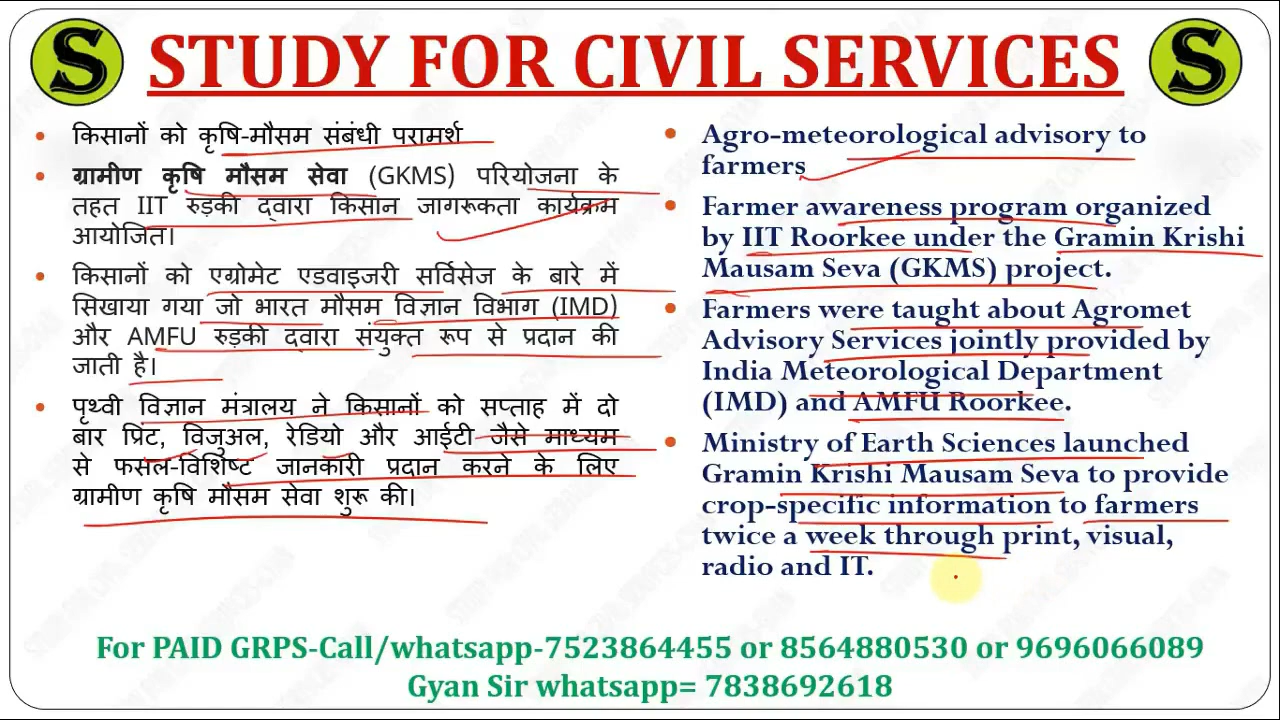 S STUDY FOR CIVIL SERVICES S
• किसानों को कृषि-मौसम संबंधी परामर्श
• ग्रामीण कृषि मौसम सेवा (GKMS) परियोजना के
तहत IIT रुड़की द्वारा किसान जागरूकता कार्यक्रम
आयोजित।
• किसानों को एग्रोमेट एडवाइजरी सर्विसेज के बारे में
सिखाया गया जो भारत मौसम विज्ञान विभाग (IMD)
और AMFU रुड़की द्वारा संयुक्त रूप से प्रदान की
जाती है।
• पृथ्वी विज्ञान मंत्रालय ने किसानों को सप्ताह में दो
बार प्रिंट, विजुअल, रेडियो और आईटी जैसे माध्यम
से फसल-विशिष्ट जानकारी प्रदान करने के लिए
ग्रामीण कृषि मौसम सेवा शुरू की।
• Agro-meteorological advisory to
farmers
• Farmer awareness program organized
by IIT Roorkee under the Gramin Krishi
Mausam Seva (GKMS) project.
• Farmers were taught about Agromet
Advisory Services jointly provided by
India Meteorological Department
(IMD) and AMFU Roorkee.
• Ministry of Earth Sciences launched
Gramin Krishi Mausam Seva to provide
crop-specific information to farmers
twice a week through print, visual,
radio and IT.
For PAID GRPS-Call/whatsapp-7523864455 or 8564880530 or 9696066089
Gyan Sir whatsapp= 7838692618